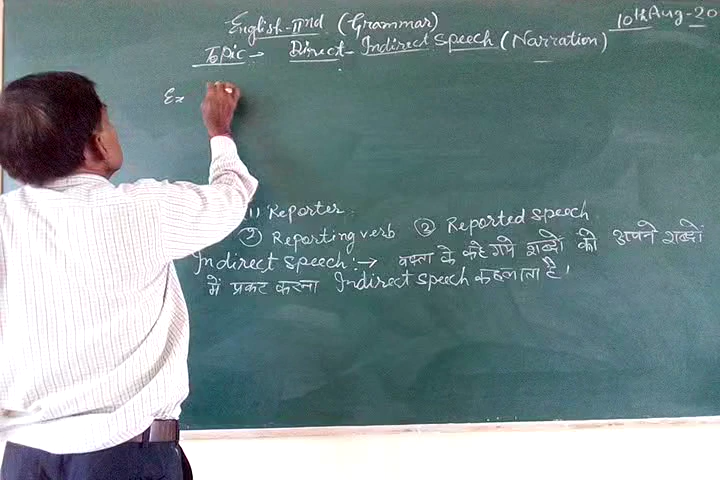 English-IInd (Grammar)
10th Aug-20
Topic → Direct-Indirect Speech (Narration)
Ex
1) Reporter.
2) Reporting verb 3) Reported speech
Indirect Speech:→ वक्ता के कहे गये शब्दों को अपने शब्दों
में प्रकट करना Indirect speech कहलाता है।